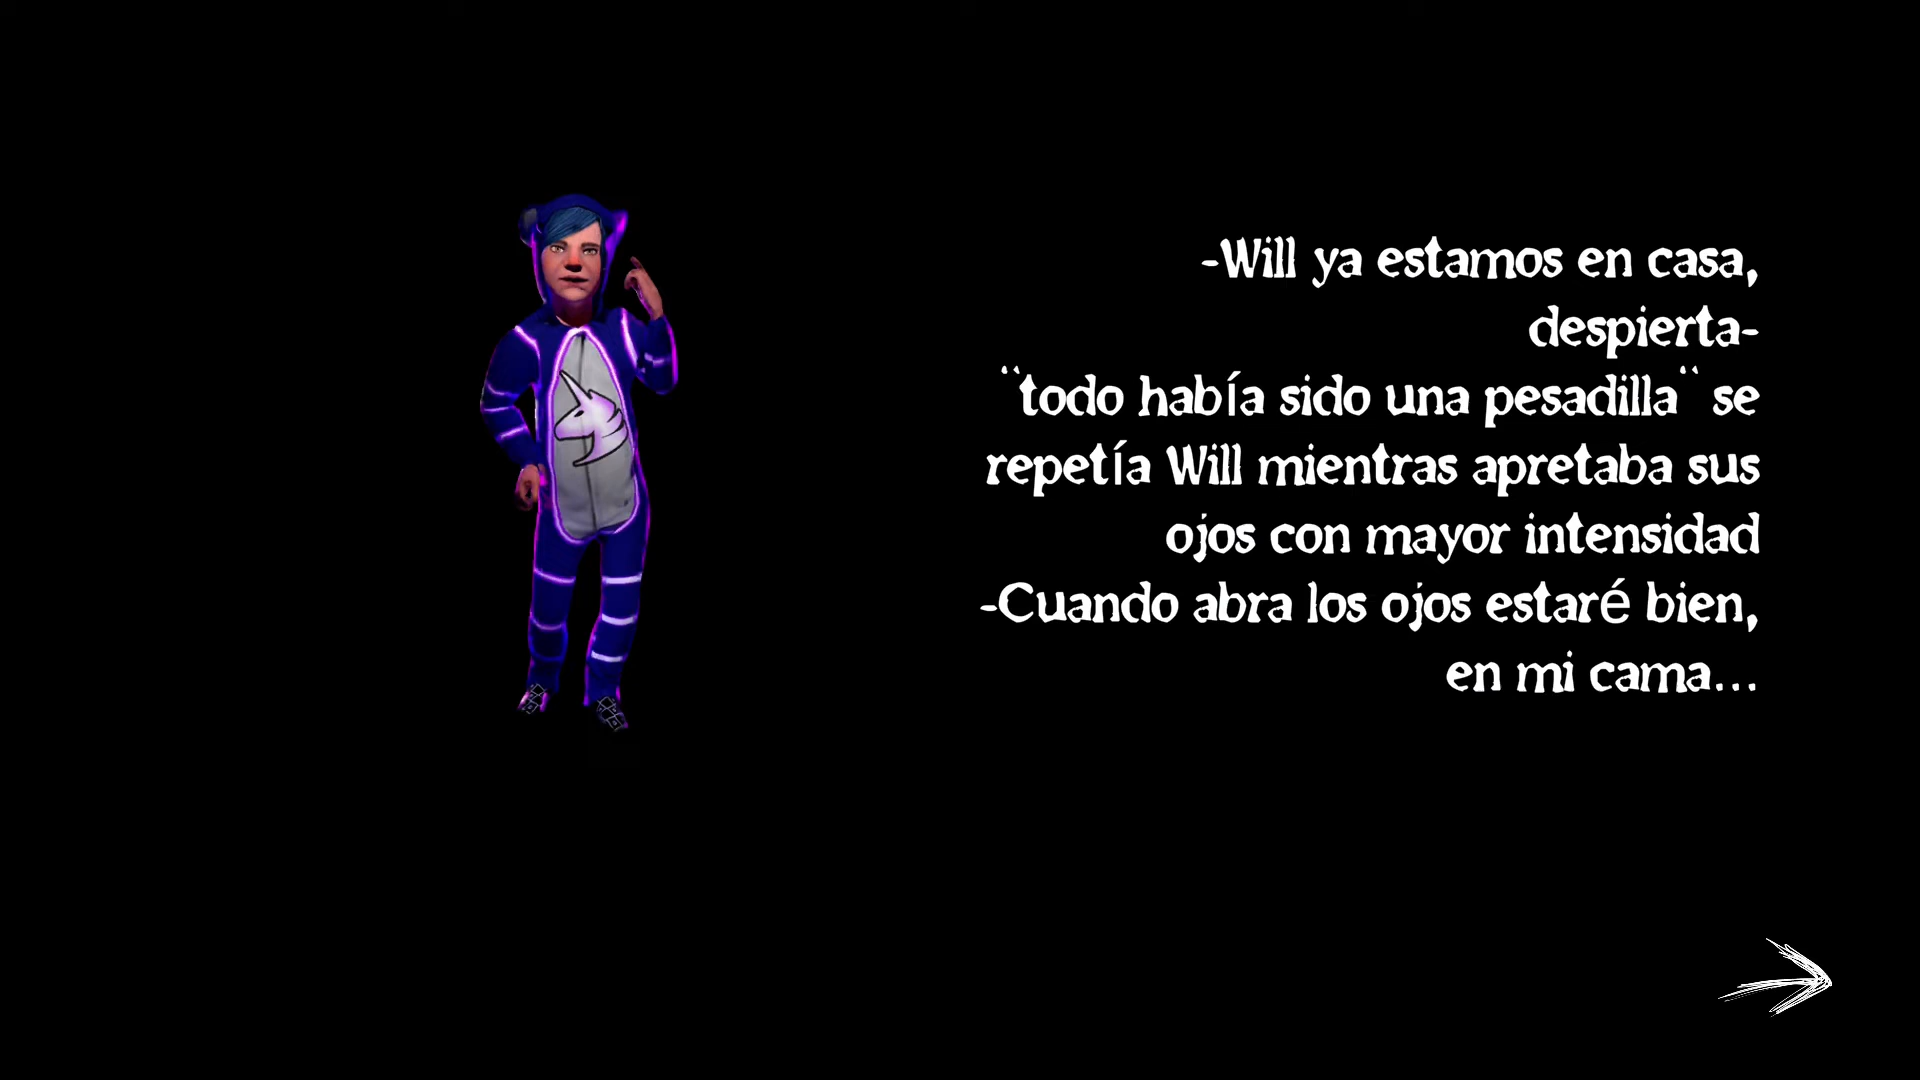 -Will ya estamos en casa,
despierta-
¨todo había sido una pesadilla¨ se
repetía Will mientras apretaba sus
ojos con mayor intensidad
-Cuando abra los ojos estaré bien,
en mi cama...